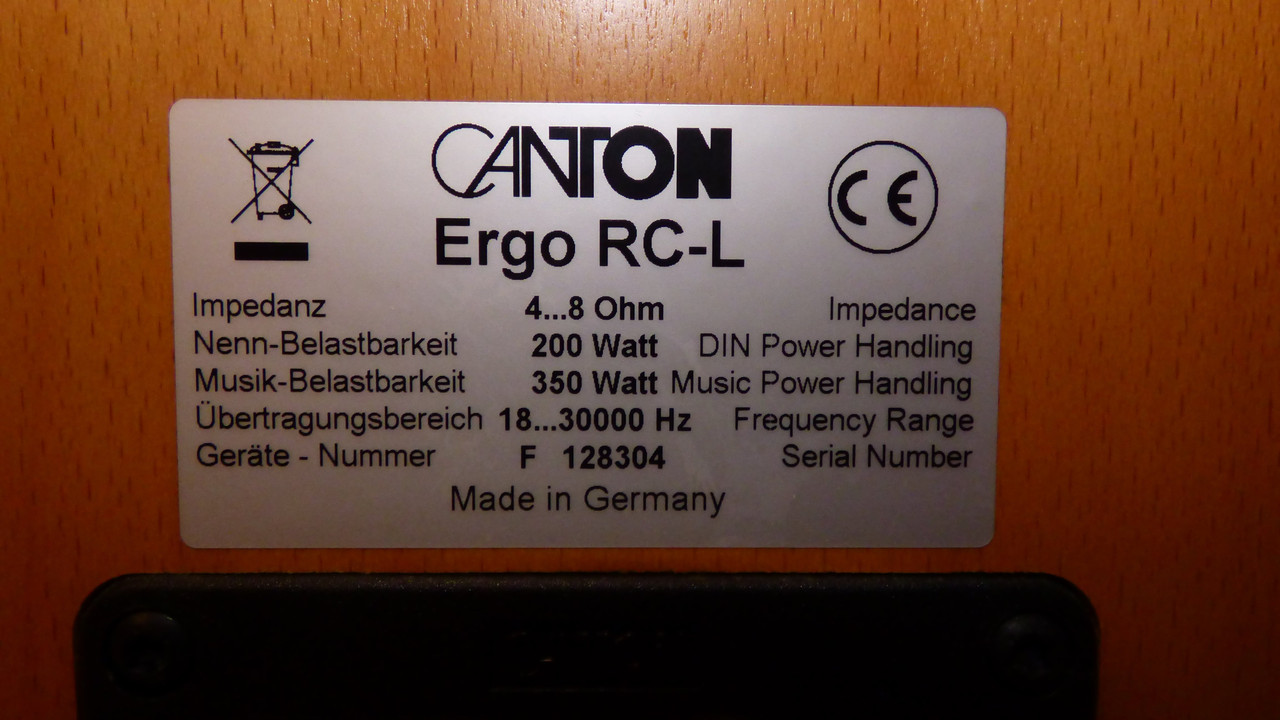 CANTON
Ergo RC-L
Impedanz 4...8 Ohm Impedance
Nenn-Belastbarkeit 200 Watt DIN Power Handling
Musik-Belastbarkeit 350 Watt Music Power Handling
Übertragungsbereich 18...30000 Hz Frequency Range
Geräte - Nummer F 128304 Serial Number
Made in Germany
CE